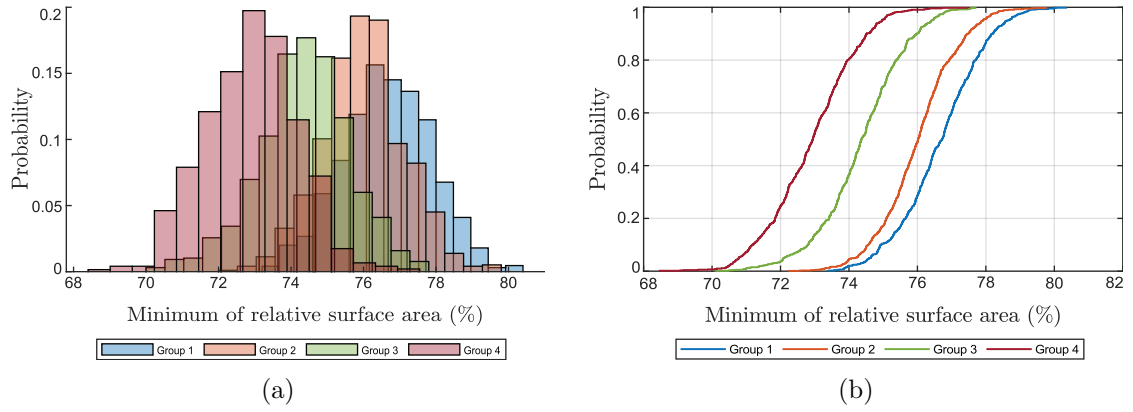 0.2
0.15
0.1
0.05
0
Probability
68 70 72 74 76 78 80
Minimum of relative surface area (%)
Group 1 Group 2 Group 3 Group 4
(a)
1
0.8
0.6
0.4
0.2
0
Probability
68 70 72 74 76 78 80 82
Minimum of relative surface area (%)
Group 1 Group 2 Group 3 Group 4
(b)